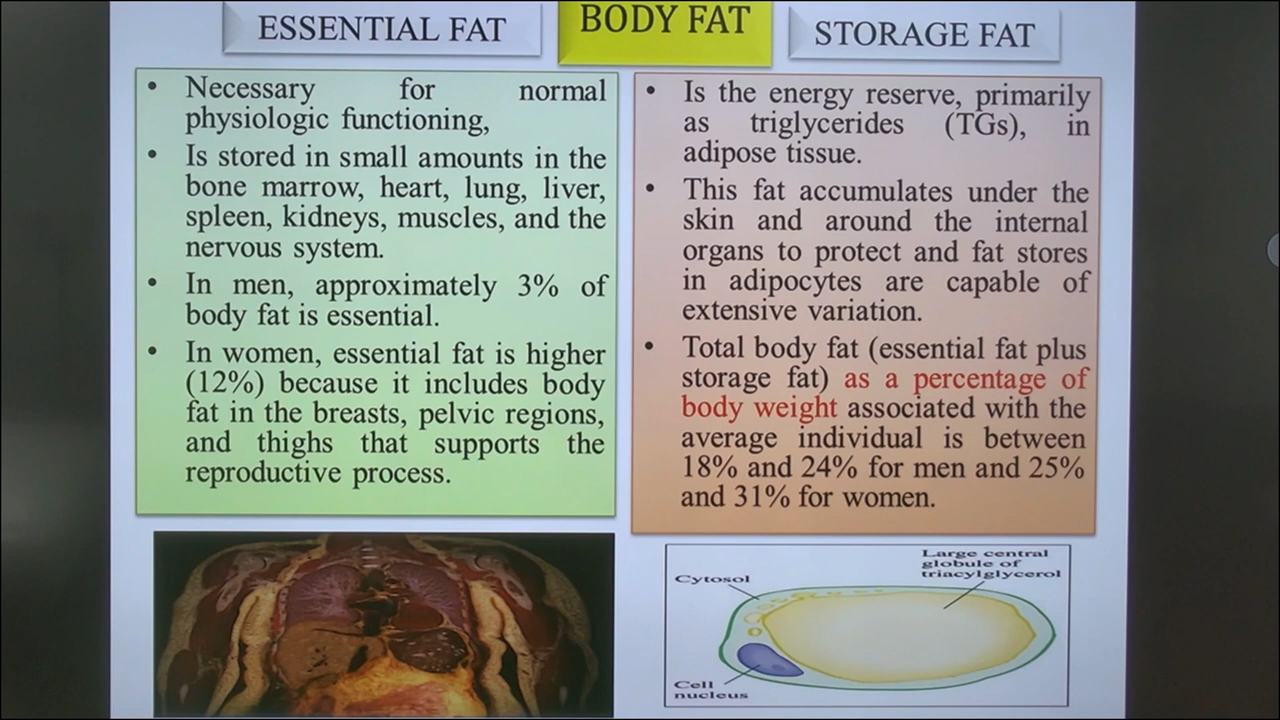 ESSENTIAL FAT
BODY FAT
STORAGE FAT
• Necessary for normal
physiologic functioning,
• Is stored in small amounts in the
bone marrow, heart, lung, liver,
spleen, kidneys, muscles, and the
nervous system.
• In men, approximately 3% of
body fat is essential.
• In women, essential fat is higher
(12%) because it includes body
fat in the breasts, pelvic regions,
and thighs that supports the
reproductive process.
• Is the energy reserve, primarily
as triglycerides (TGs), in
adipose tissue.
• This fat accumulates under the
skin and around the internal
organs to protect and fat stores
in adipocytes are capable of
extensive variation.
• Total body fat (essential fat plus
storage fat) as a percentage of
body weight associated with the
average individual is between
18% and 24% for men and 25%
and 31% for women.
Large central
globule of
triacylglycerol
Cytosol
Cell
nucleus